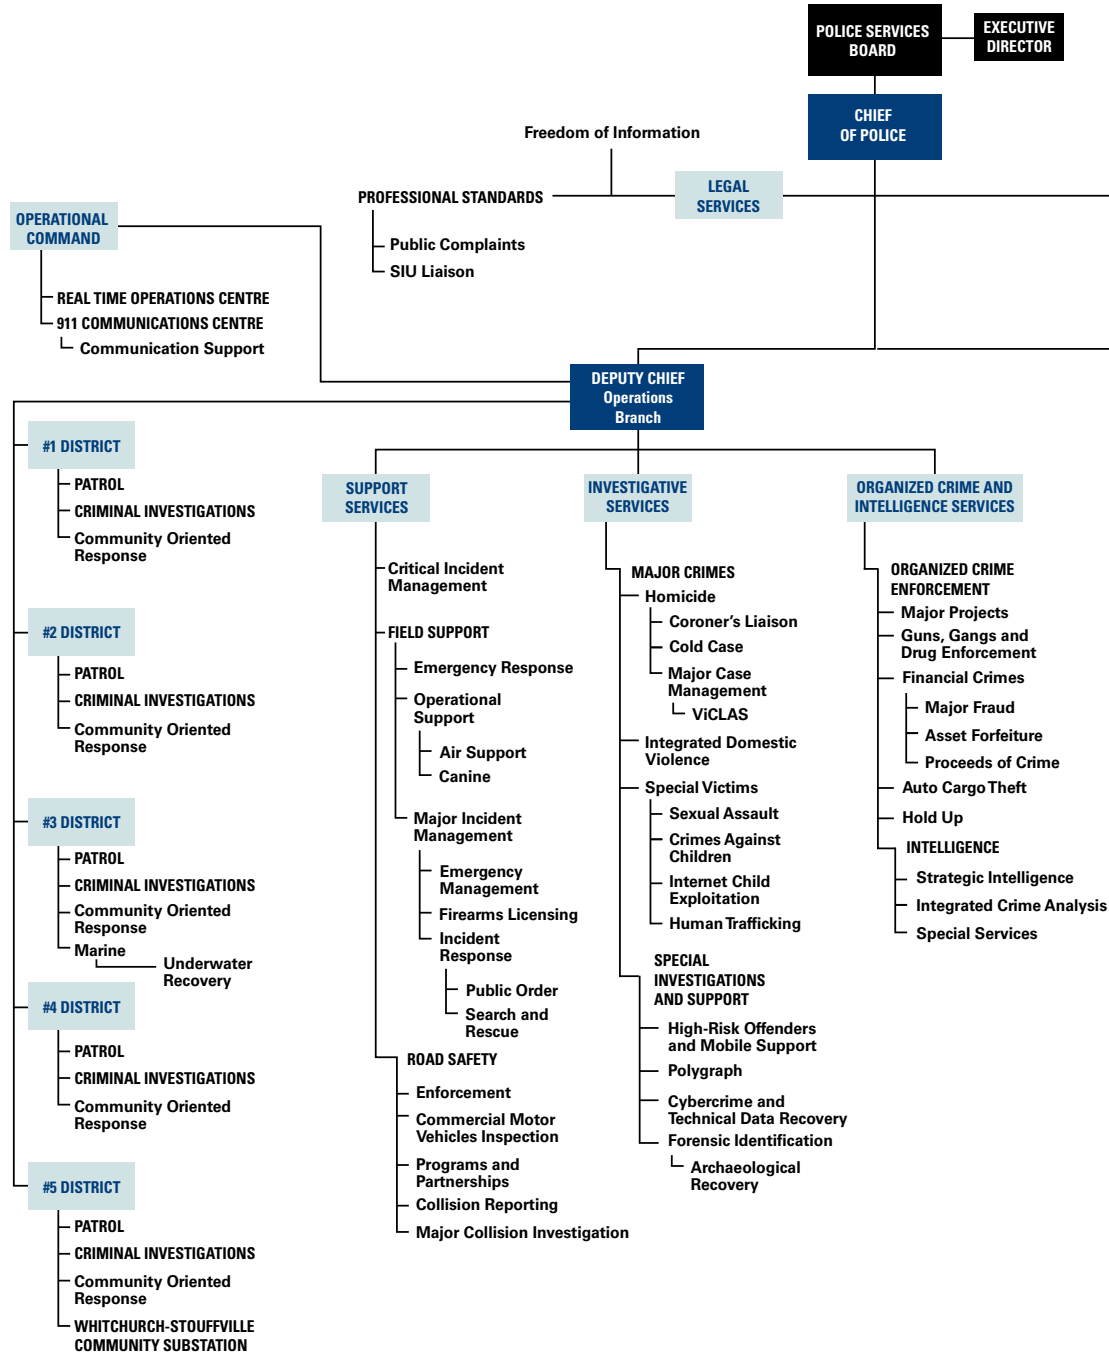 POLICE SERVICES
BOARD
EXECUTIVE
DIRECTOR
CHIEF
OF POLICE
Freedom of Information
LEGAL
SERVICES
PROFESSIONAL STANDARDS
Public Complaints
SIU Liaison
OPERATIONAL
COMMAND
REAL TIME OPERATIONS CENTRE
911 COMMUNICATIONS CENTRE
Communication Support
DEPUTY CHIEF
Operations
Branch
#1 DISTRICT
PATROL
CRIMINAL INVESTIGATIONS
Community Oriented
Response
#2 DISTRICT
PATROL
CRIMINAL INVESTIGATIONS
Community Oriented
Response
#3 DISTRICT
PATROL
CRIMINAL INVESTIGATIONS
Community Oriented
Response
Marine
Underwater
Recovery
#4 DISTRICT
PATROL
CRIMINAL INVESTIGATIONS
Community Oriented
Response
#5 DISTRICT
PATROL
CRIMINAL INVESTIGATIONS
Community Oriented
Response
WHITCHURCH-STOUFFVILLE
COMMUNITY SUBSTATION
SUPPORT
SERVICES
Critical Incident
Management
FIELD SUPPORT
Emergency Response
Operational
Support
Air Support
Canine
Major Incident
Management
Emergency
Management
Firearms Licensing
Incident
Response
Public Order
Search and
Rescue
ROAD SAFETY
Enforcement
Commercial Motor
Vehicles Inspection
Programs and
Partnerships
Collision Reporting
Major Collision Investigation
INVESTIGATIVE
SERVICES
MAJOR CRIMES
Homicide
Coroner's Liaison
Cold Case
Major Case
Management
ViCLAS
Integrated Domestic
Violence
Special Victims
Sexual Assault
Crimes Against
Children
Internet Child
Exploitation
Human Trafficking
SPECIAL
INVESTIGATIONS
AND SUPPORT
High-Risk Offenders
and Mobile Support
Polygraph
Cybercrime and
Technical Data Recovery
Forensic Identification
Archaeological
Recovery
ORGANIZED CRIME AND
INTELLIGENCE SERVICES
ORGANIZED CRIME
ENFORCEMENT
Major Projects
Guns, Gangs and
Drug Enforcement
Financial Crimes
Major Fraud
Asset Forfeiture
Proceeds of Crime
Auto Cargo Theft
Hold Up
INTELLIGENCE
Strategic Intelligence
Integrated Crime Analysis
Special Services